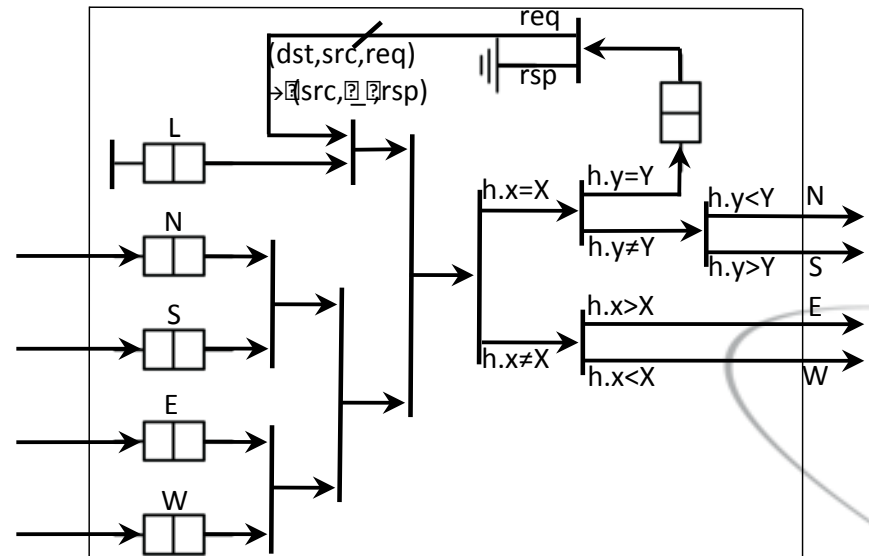 req
(dst,src,req)
rsp
→(src,_,rsp)
L
N
S
E
W
h.x=X
h.x≠X
h.y=Y
h.y≠Y
h.y<Y
N
h.y>Y
S
h.x>X
E
h.x<X
W